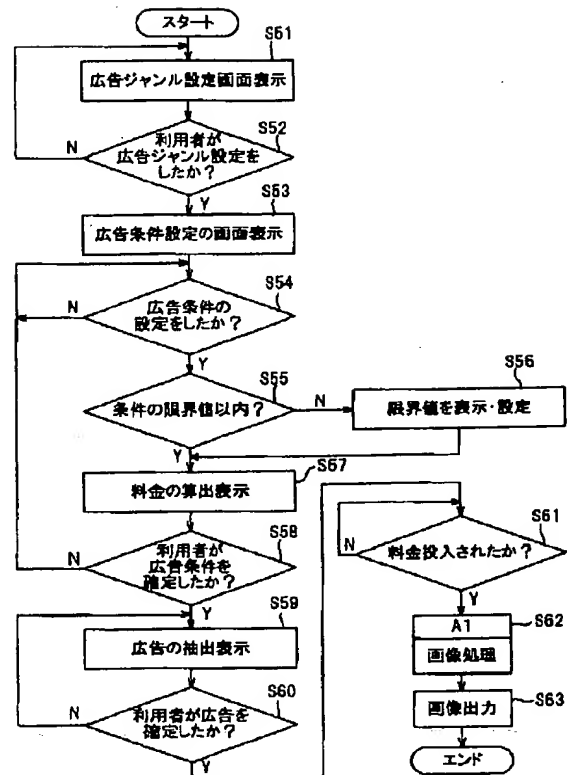 スタート
S51
広告ジャンル設定画面表示
S52
利用者が
広告ジャンル設定を
したか？
N
Y
S53
広告条件設定の画面表示
S54
広告条件の
設定をしたか？
N
Y
S55
条件の限界値以内？
N
Y
S56
限界値を表示・設定
S57
料金の算出表示
S58
利用者が
広告条件を
確定したか？
N
Y
S59
広告の抽出表示
S60
利用者が広告を
確定したか？
N
Y
S61
料金投入されたか？
N
Y
S62
A1
画像処理
S63
画像出力
エンド